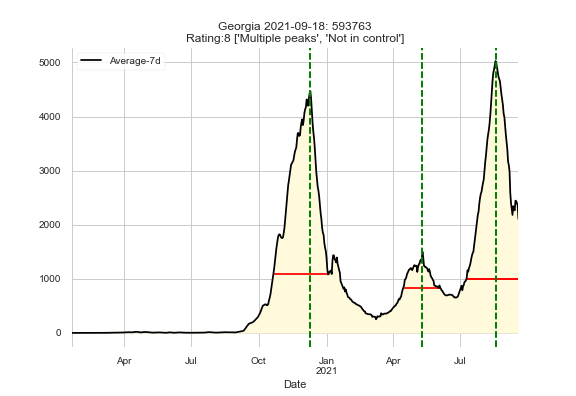 Georgia 2021-09-18: 593763
Rating:8 ['Multiple peaks', 'Not in control']
Average-7d
5000
4000
3000
2000
1000
0
Apr
Jul
Oct
Jan
2021
Apr
Jul
Date